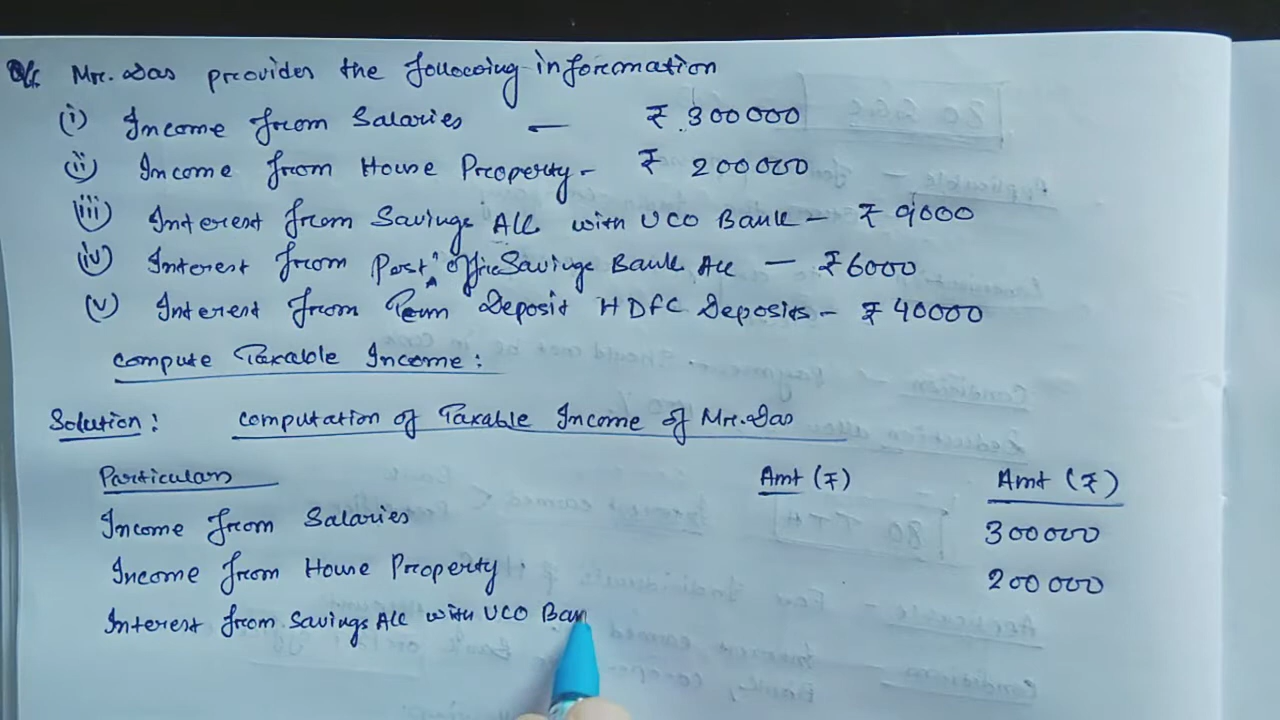 Q1. Mr. Das provides the following information
(i) Income from Salaries — ₹ 300000
(ii) Income from House Property - ₹ 200000
(iii) Interest from Savings A/c with UCO Bank - ₹ 9000
(iv) Interest from Post Office Savings Bank A/c — ₹6000
(v) Interest from Term Deposit HDFC Deposits - ₹ 40000
compute Taxable Income :
Solution : computation of Taxable Income of Mr. Das
Particulars Amt (₹) Amt (₹)
Income from Salaries 300000
Income from House Property 200000
Interest from Savings A/c with UCO Ban